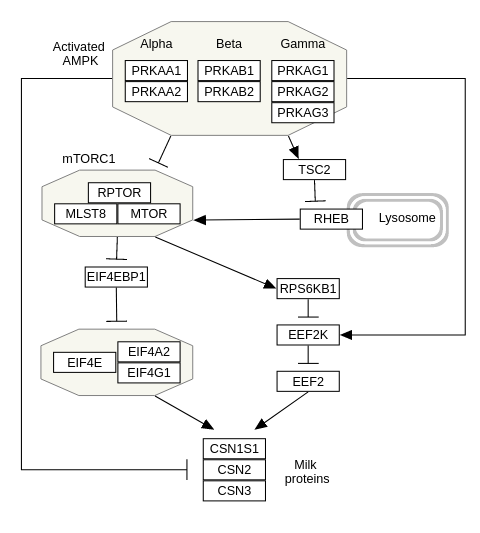 Activated
AMPK
Alpha
Beta
Gamma
PRKAA1
PRKAB1
PRKAG1
PRKAA2
PRKAB2
PRKAG2
PRKAG3
mTORC1
TSC2
RPTOR
MLST8
MTOR
RHEB
Lysosome
EIF4EBP1
RPS6KB1
EEF2K
EIF4E
EIF4A2
EIF4G1
EEF2
CSN1S1
CSN2
CSN3
Milk
proteins